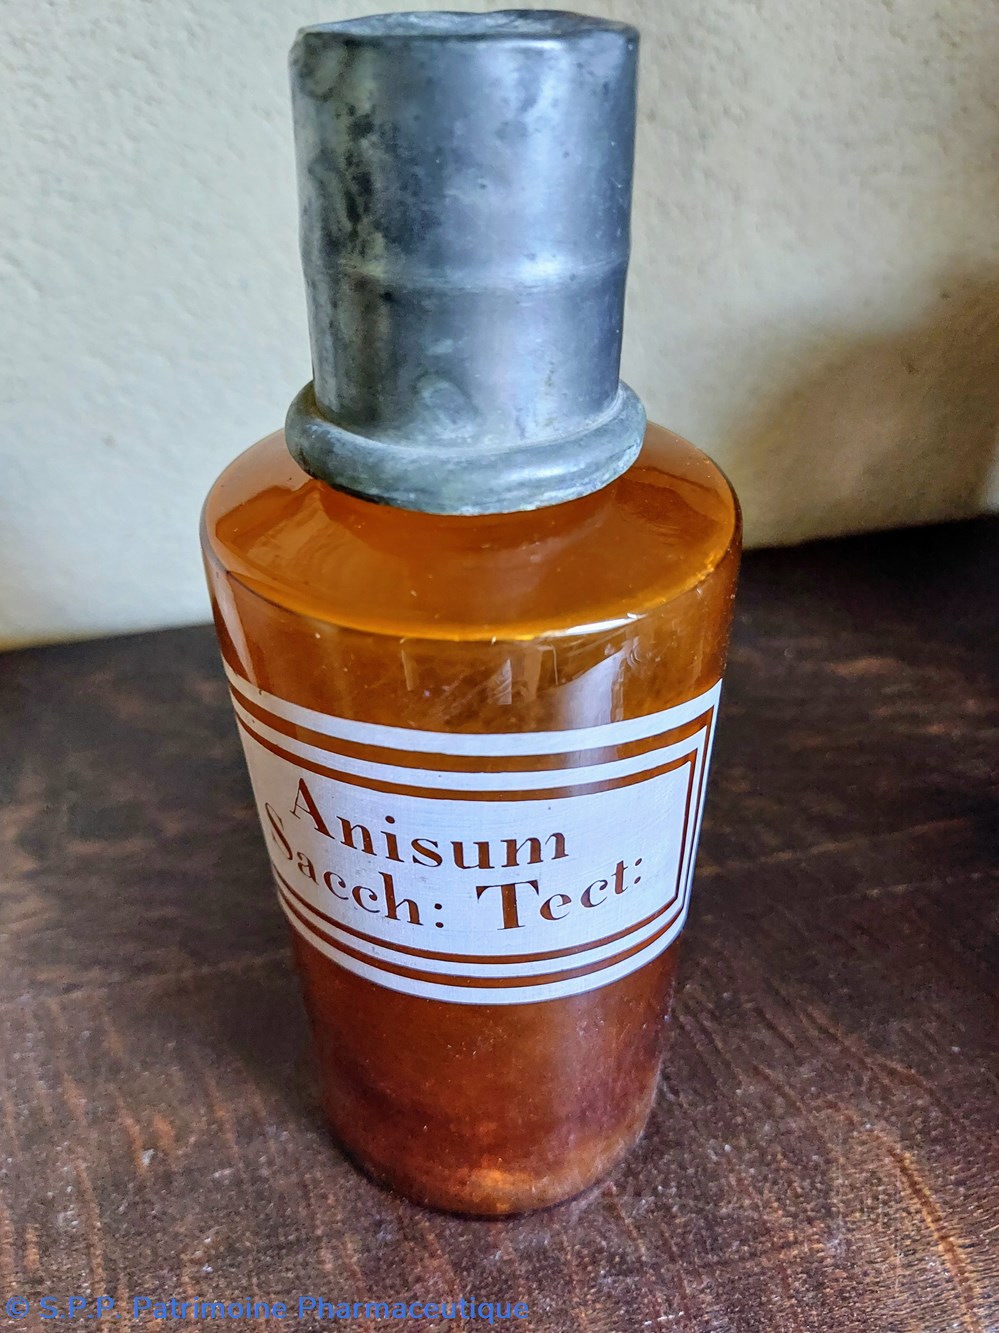 Anisum
Sacch: Tect:
© S.P.P. Patrimoine Pharmaceutique